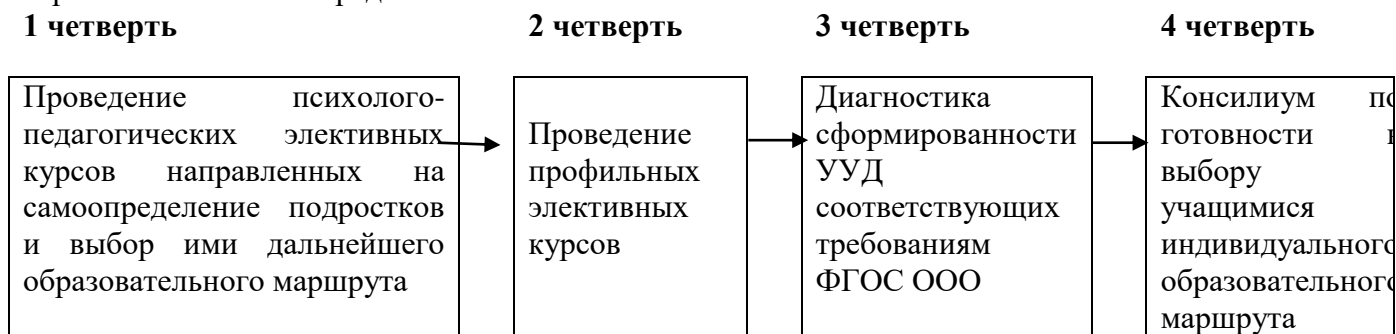 1 четверть
2 четверть
3 четверть
4 четверть
Проведение психолого-
педагогических элективных
курсов направленных на
самоопределение подростков
и выбор ими дальнейшего
образовательного маршрута
Проведение
профильных
элективных
курсов
Диагностика
сформированности
УУД
соответствующих
требованиям
ФГОС ООО
Консилиум
готовности
выбору
учащимися
индивидуального
образовательного
маршрута